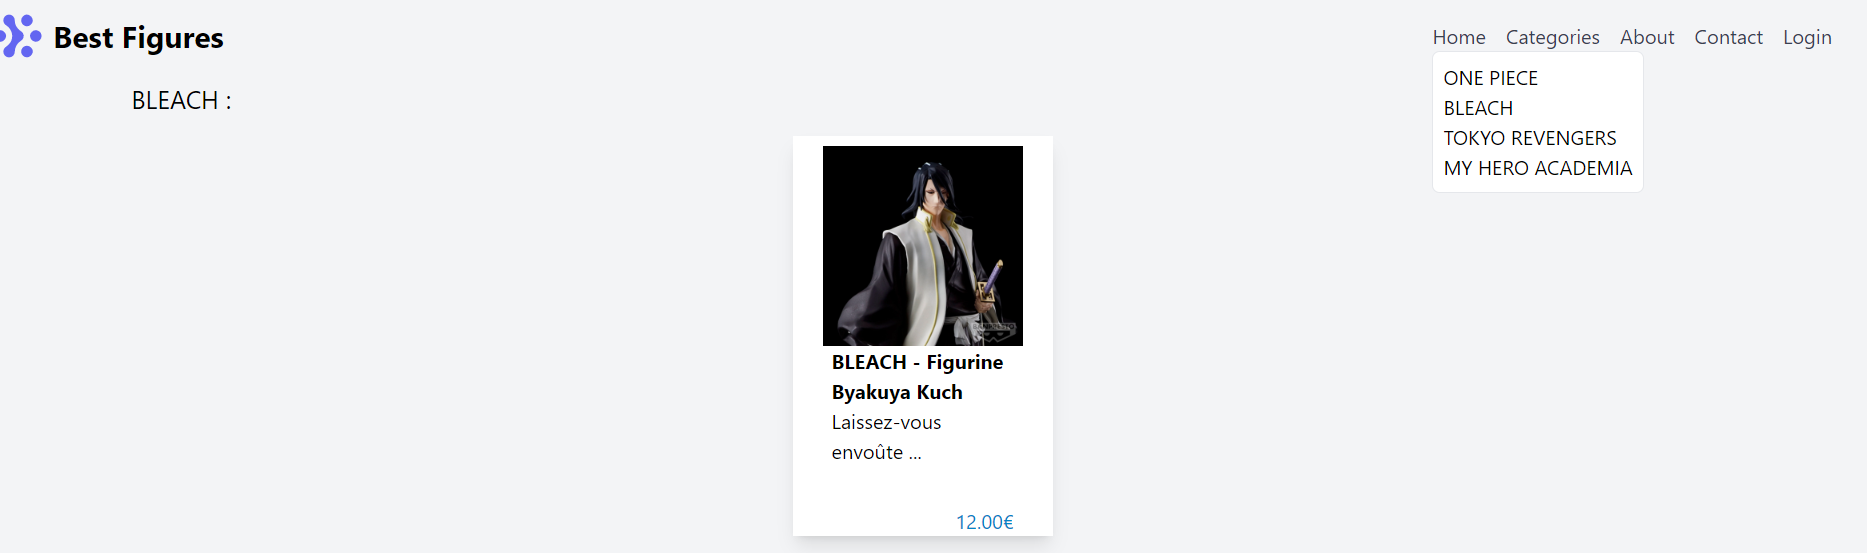 Best Figures
Home Categories About Contact Login
ONE PIECE
BLEACH
TOKYO REVENGERS
MY HERO ACADEMIA
BLEACH :
BANPRESTO
BLEACH - Figurine
Byakuya Kuch
Laissez-vous
envoûte ...
12.00€